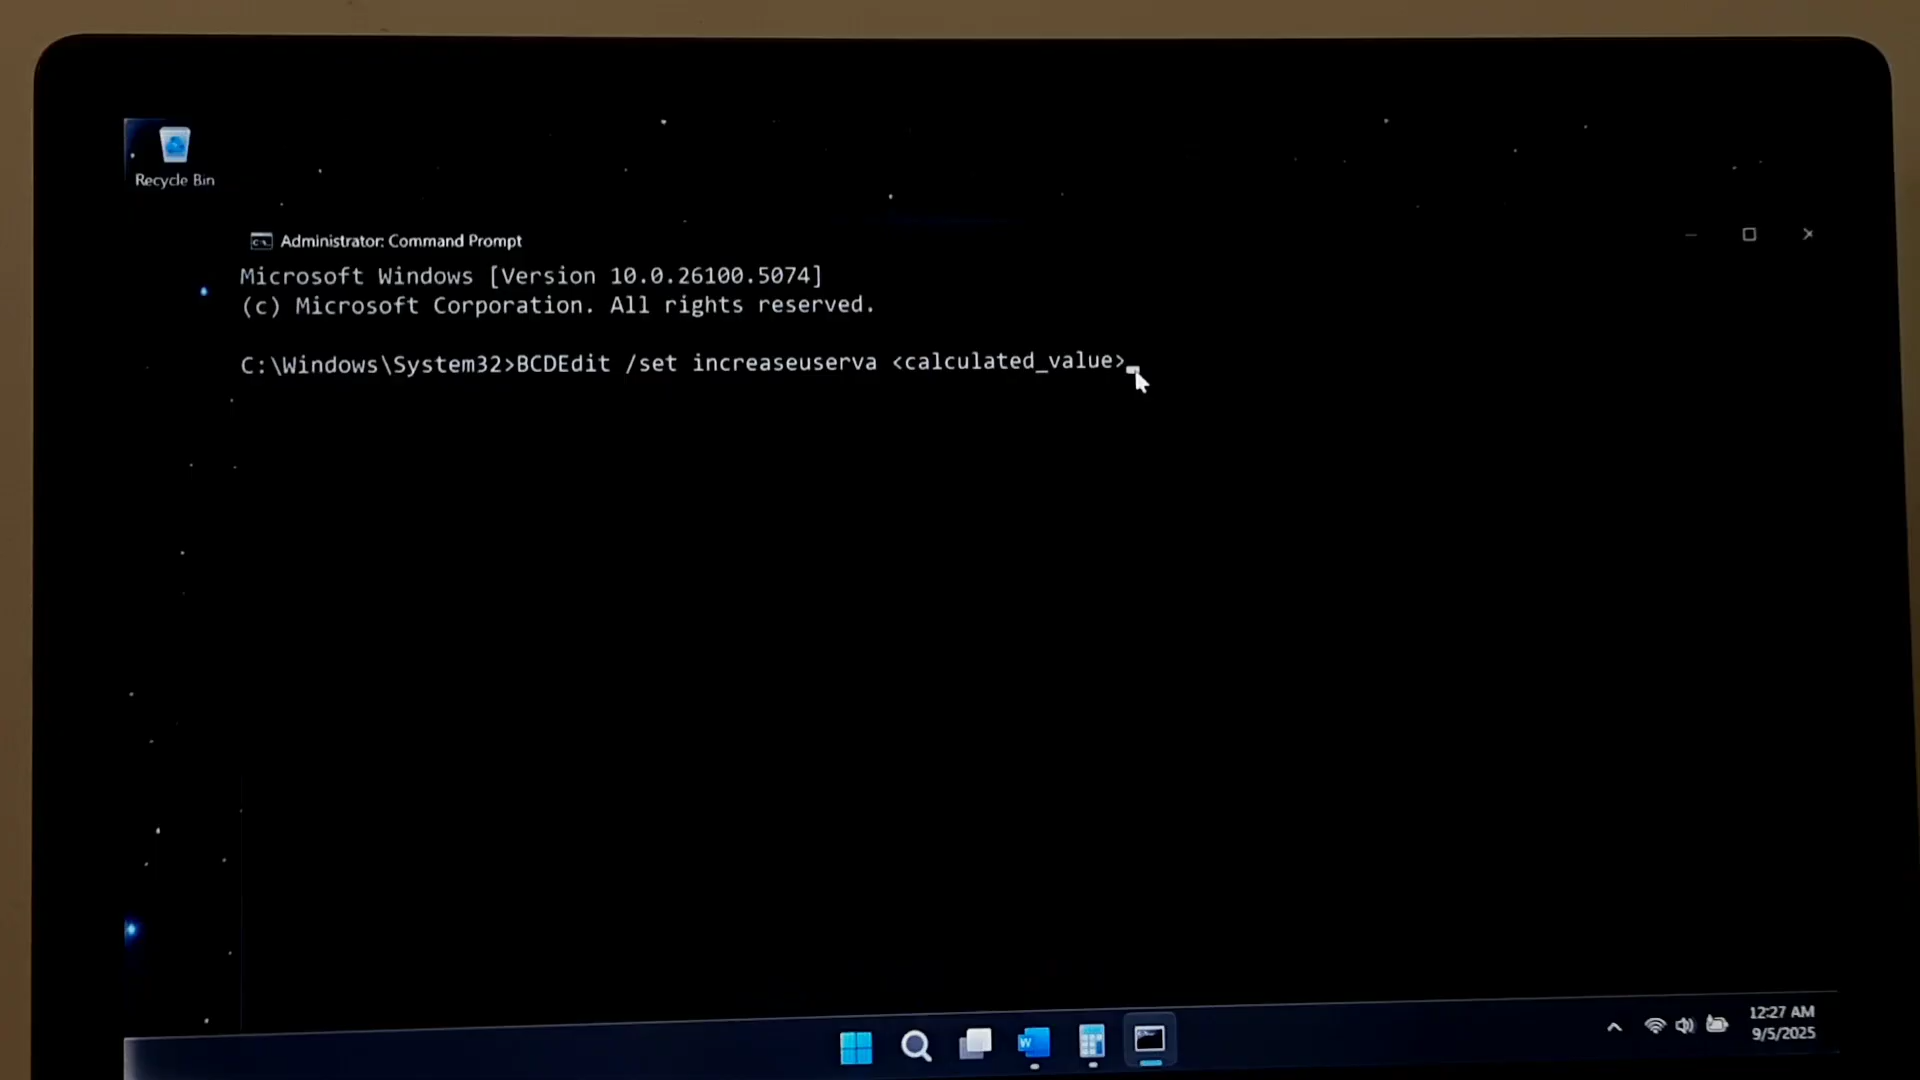 Recycle Bin
Administrator: Command Prompt
Microsoft Windows [Version 10.0.26100.5074]
(c) Microsoft Corporation. All rights reserved.
C:\Windows\System32>BCDEdit /set increaseuserva <calculated_value>
12:27 AM
9/5/2025